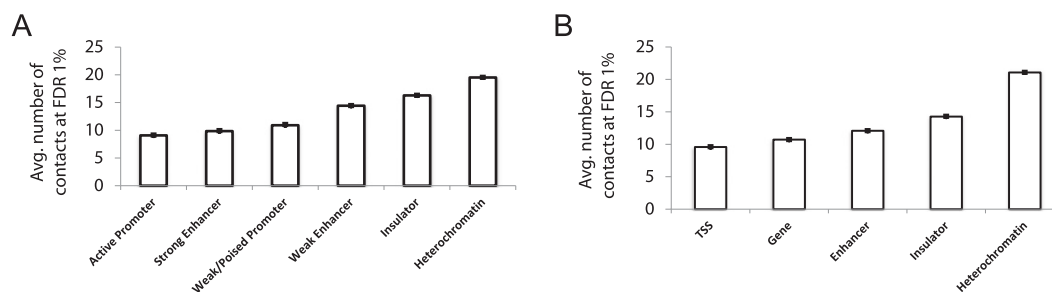 A
Avg. number of
contacts at FDR 1%
25
20
15
10
5
0
Active Promoter
Strong Enhancer
Weak/Poised Promoter
Weak Enhancer
Insulator
Heterochromatin
B
Avg. number of
contacts at FDR 1%
25
20
15
10
5
0
TSS
Gene
Enhancer
Insulator
Heterochromatin